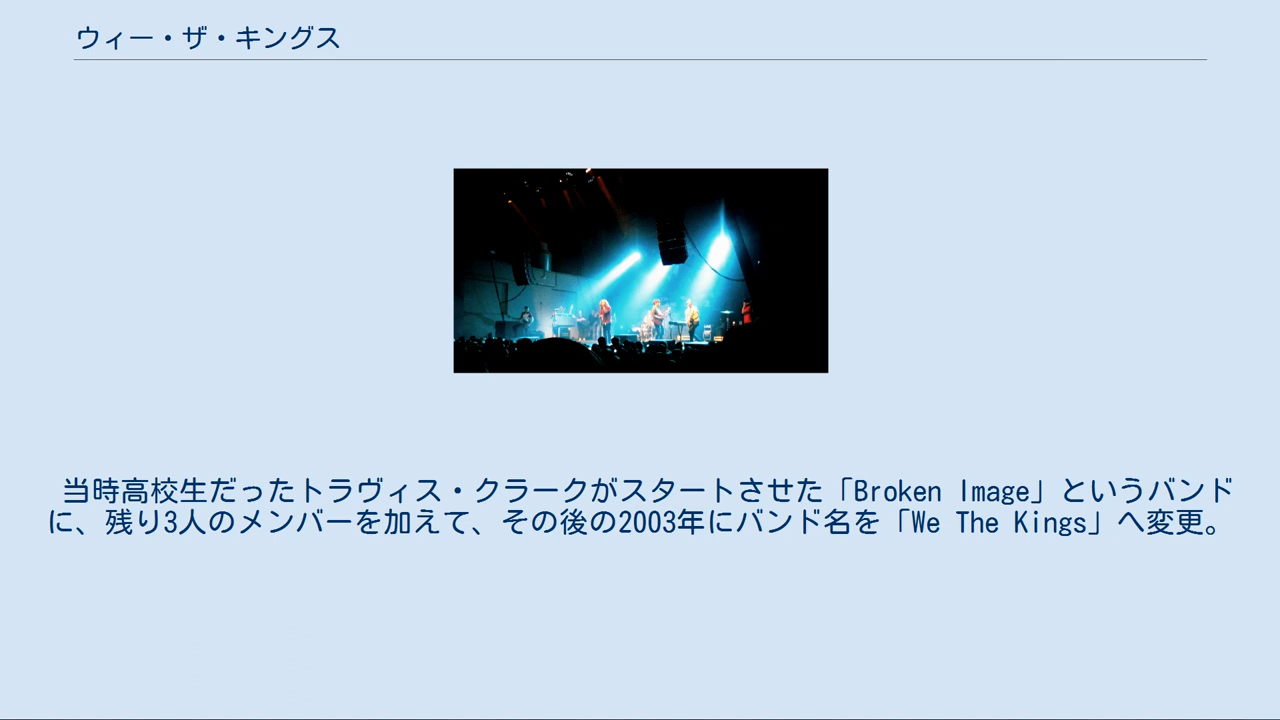 ウィー・ザ・キングス
当時高校生だったトラヴィス・クラークがスタートさせた「Broken Image」というバンド
に、残り3人のメンバーを加えて、その後の2003年にバンド名を「We The Kings」へ変更。